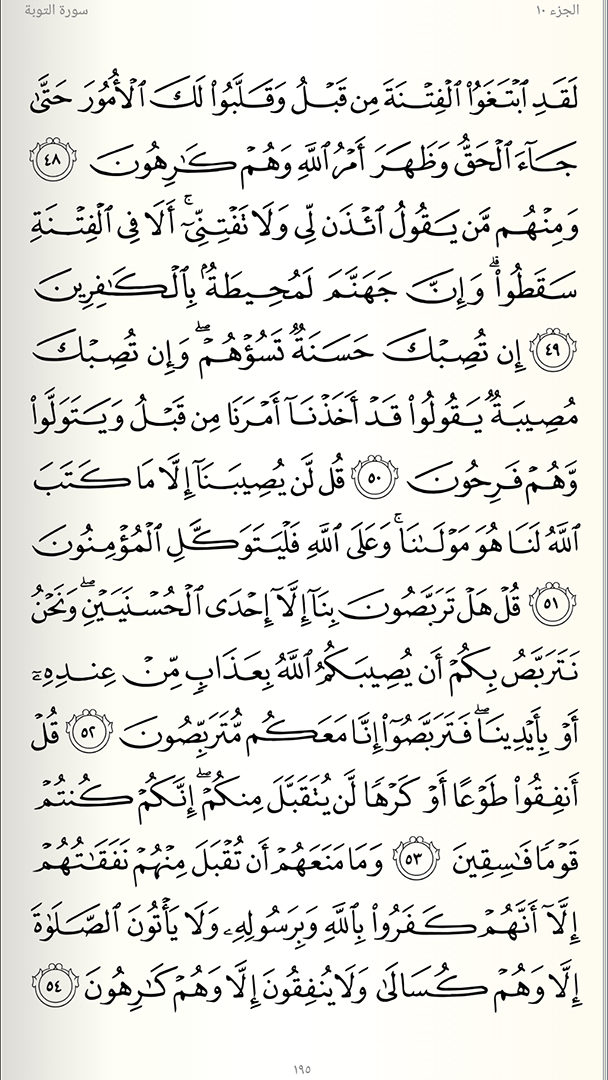 الجزء ١٠
سورة التوبة
لَقَدِ ٱبْتَغَوُا۟ ٱلْفِتْنَةَ مِن قَبْلُ وَقَلَّبُوا۟ لَكَ ٱلْأُمُورَ حَتَّىٰ
جَآءَ ٱلْحَقُّ وَظَهَرَ أَمْرُ ٱللَّهِ وَهُمْ كَـٰرِهُونَ ٤٨
وَمِنْهُم مَّن يَقُولُ ٱئْذَن لِّى وَلَا تَفْتِنِّىٓ ۚ أَلَا فِى ٱلْفِتْنَةِ
سَقَطُوا۟ ۗ وَإِنَّ جَهَنَّمَ لَمُحِيطَةٌۢ بِٱلْكَـٰفِرِينَ
٤٩ إِن تُصِبْكَ حَسَنَةٌ تَسُؤْهُمْ ۖ وَإِن تُصِبْكَ
مُصِيبَةٌ يَقُولُوا۟ قَدْ أَخَذْنَآ أَمْرَنَا مِن قَبْلُ وَيَتَوَلَّوا۟
وَّهُمْ فَرِحُونَ ٥٠ قُل لَّن يُصِيبَنَآ إِلَّا مَا كَتَبَ
ٱللَّهُ لَنَا هُوَ مَوْلَىٰنَا ۚ وَعَلَى ٱللَّهِ فَلْيَتَوَكَّلِ ٱلْمُؤْمِنُونَ
٥١ قُلْ هَلْ تَرَبَّصُونَ بِنَآ إِلَّآ إِحْدَى ٱلْحُسْنَيَيْنِ ۖ وَنَحْنُ
نَتَرَبَّصُ بِكُمْ أَن يُصِيبَكُمُ ٱللَّهُ بِعَذَابٍ مِّنْ عِندِهِۦٓ
أَوْ بِأَيْدِينَا ۖ فَتَرَبَّصُوٓا۟ إِنَّا مَعَكُم مُّتَرَبِّصُونَ ٥٢ قُلْ
أَنفِقُوا۟ طَوْعًا أَوْ كَرْهًا لَّن يُتَقَبَّلَ مِنكُمْ ۖ إِنَّكُمْ كُنتُمْ
قَوْمًا فَـٰسِقِينَ ٥٣ وَمَا مَنَعَهُمْ أَن تُقْبَلَ مِنْهُمْ نَفَقَـٰتُهُمْ
إِلَّآ أَنَّهُمْ كَفَرُوا۟ بِٱللَّهِ وَبِرَسُولِهِۦ وَلَا يَأْتُونَ ٱلصَّلَوٰةَ
إِلَّا وَهُمْ كُسَالَىٰ وَلَا يُنفِقُونَ إِلَّا وَهُمْ كَـٰرِهُونَ ٥٤
١٩٥